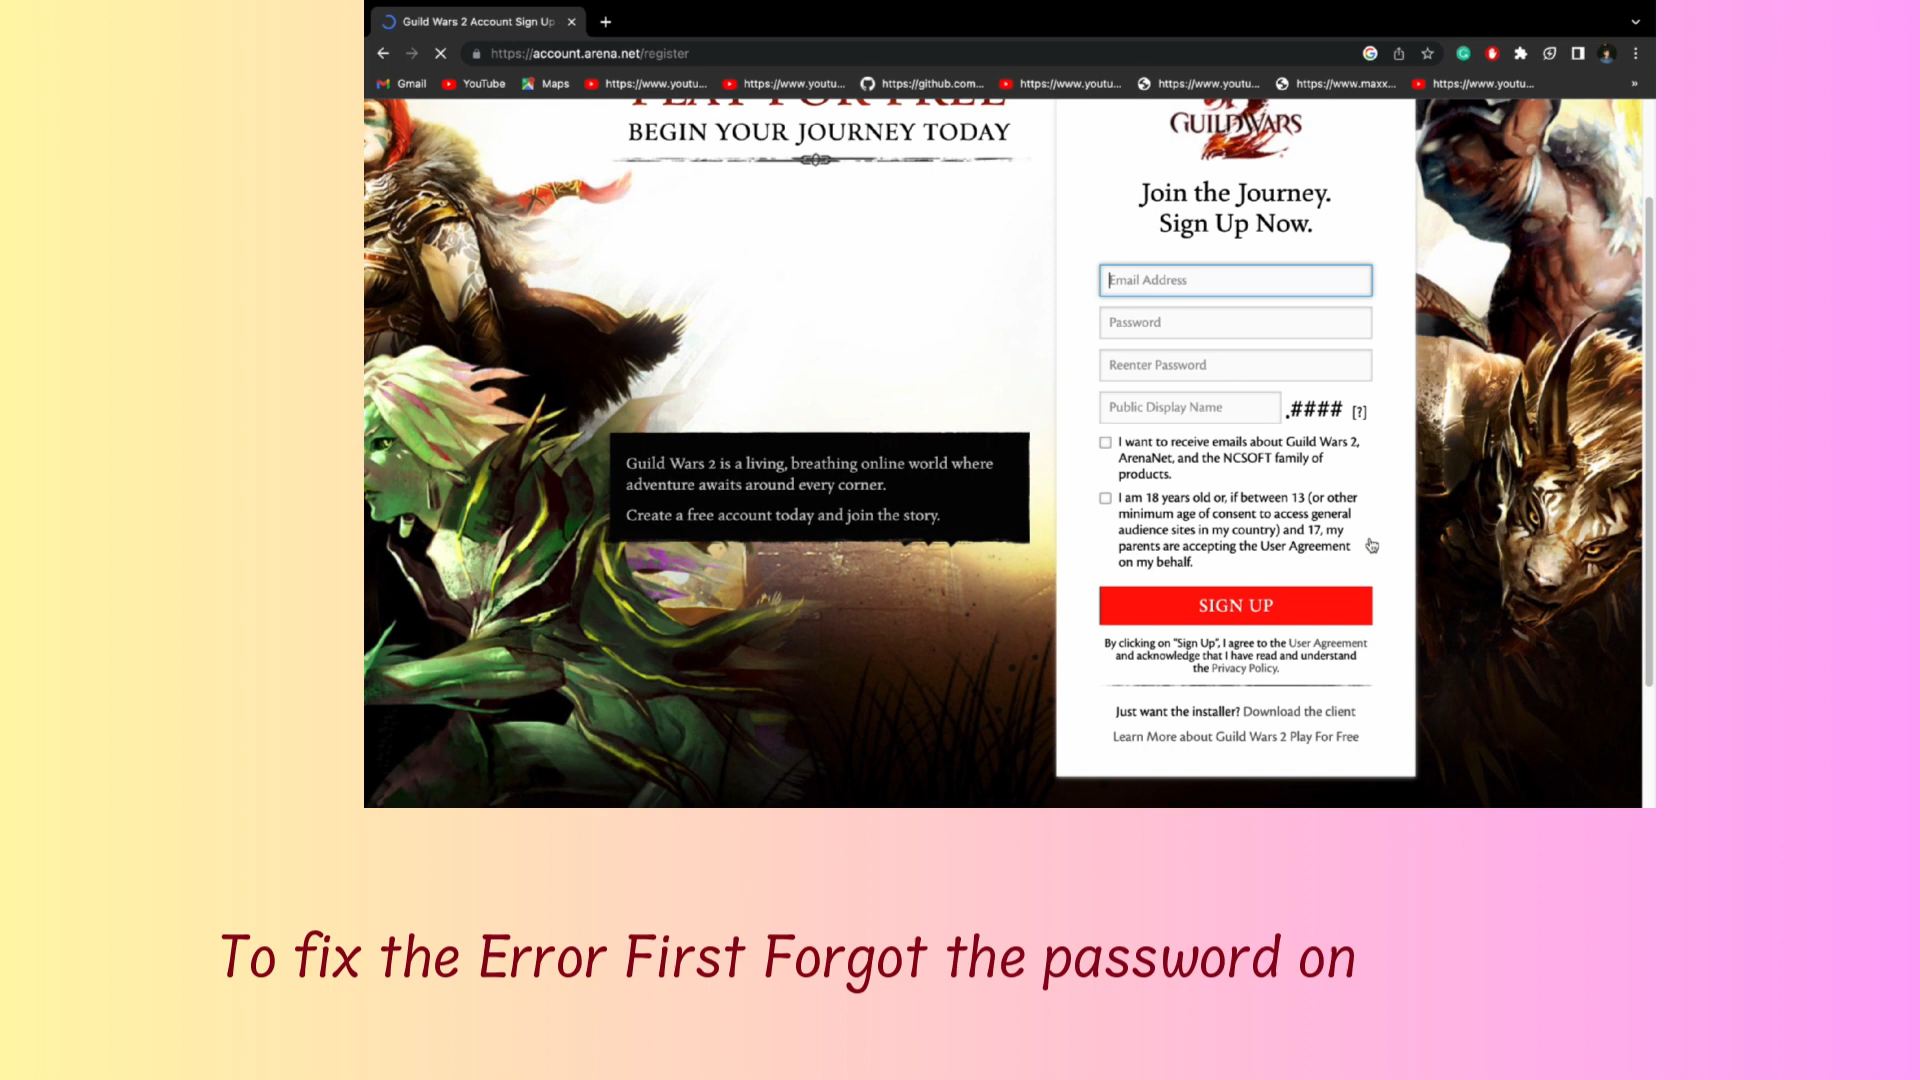 Guild Wars 2 Account Sign Up
https://account.arena.net/register
Gmail YouTube Maps https://www.youtu... https://www.youtu... https://github.com... https://www.youtu... https://www.youtu... https://www.maxx... https://www.youtu... »
PLAY FOR FREE
BEGIN YOUR JOURNEY TODAY
Guild Wars 2 is a living, breathing online world where
adventure awaits around every corner.
Create a free account today and join the story.
GUILD WARS
Join the Journey.
Sign Up Now.
Email Address
Password
Reenter Password
Public Display Name .#### [?]
I want to receive emails about Guild Wars 2,
ArenaNet, and the NCSOFT family of
products.
I am 18 years old or, if between 13 (or other
minimum age of consent to access general
audience sites in my country) and 17, my
parents are accepting the User Agreement
on my behalf.
SIGN UP
By clicking on "Sign Up", I agree to the User Agreement
and acknowledge that I have read and understand
the Privacy Policy.
Just want the installer? Download the client
Learn More about Guild Wars 2 Play For Free
To fix the Error First Forgot the password on